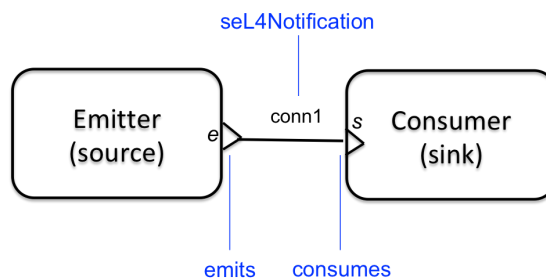 seL4Notification
Emitter
(source)
e
conn1
s
Consumer
(sink)
emits
consumes